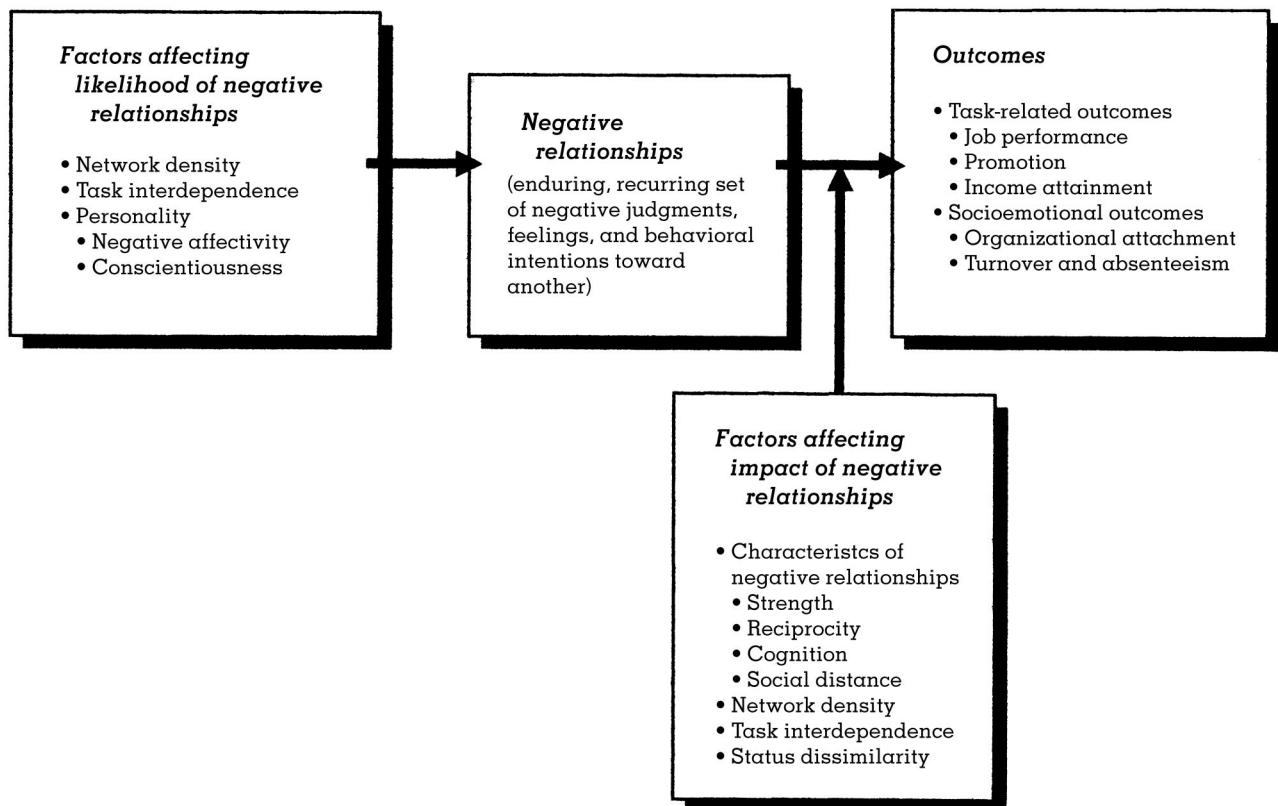 Factors affecting
likelihood of negative
relationships
• Network density
• Task interdependence
• Personality
• Negative affectivity
• Conscientiousness
Negative
relationships
(enduring, recurring set
of negative judgments,
feelings, and behavioral
intentions toward
another)
Outcomes
• Task-related outcomes
• Job performance
• Promotion
• Income attainment
• Socioemotional outcomes
• Organizational attachment
• Turnover and absenteeism
Factors affecting
impact of negative
relationships
• Characteristcs of
negative relationships
• Strength
• Reciprocity
• Cognition
• Social distance
• Network density
• Task interdependence
• Status dissimilarity